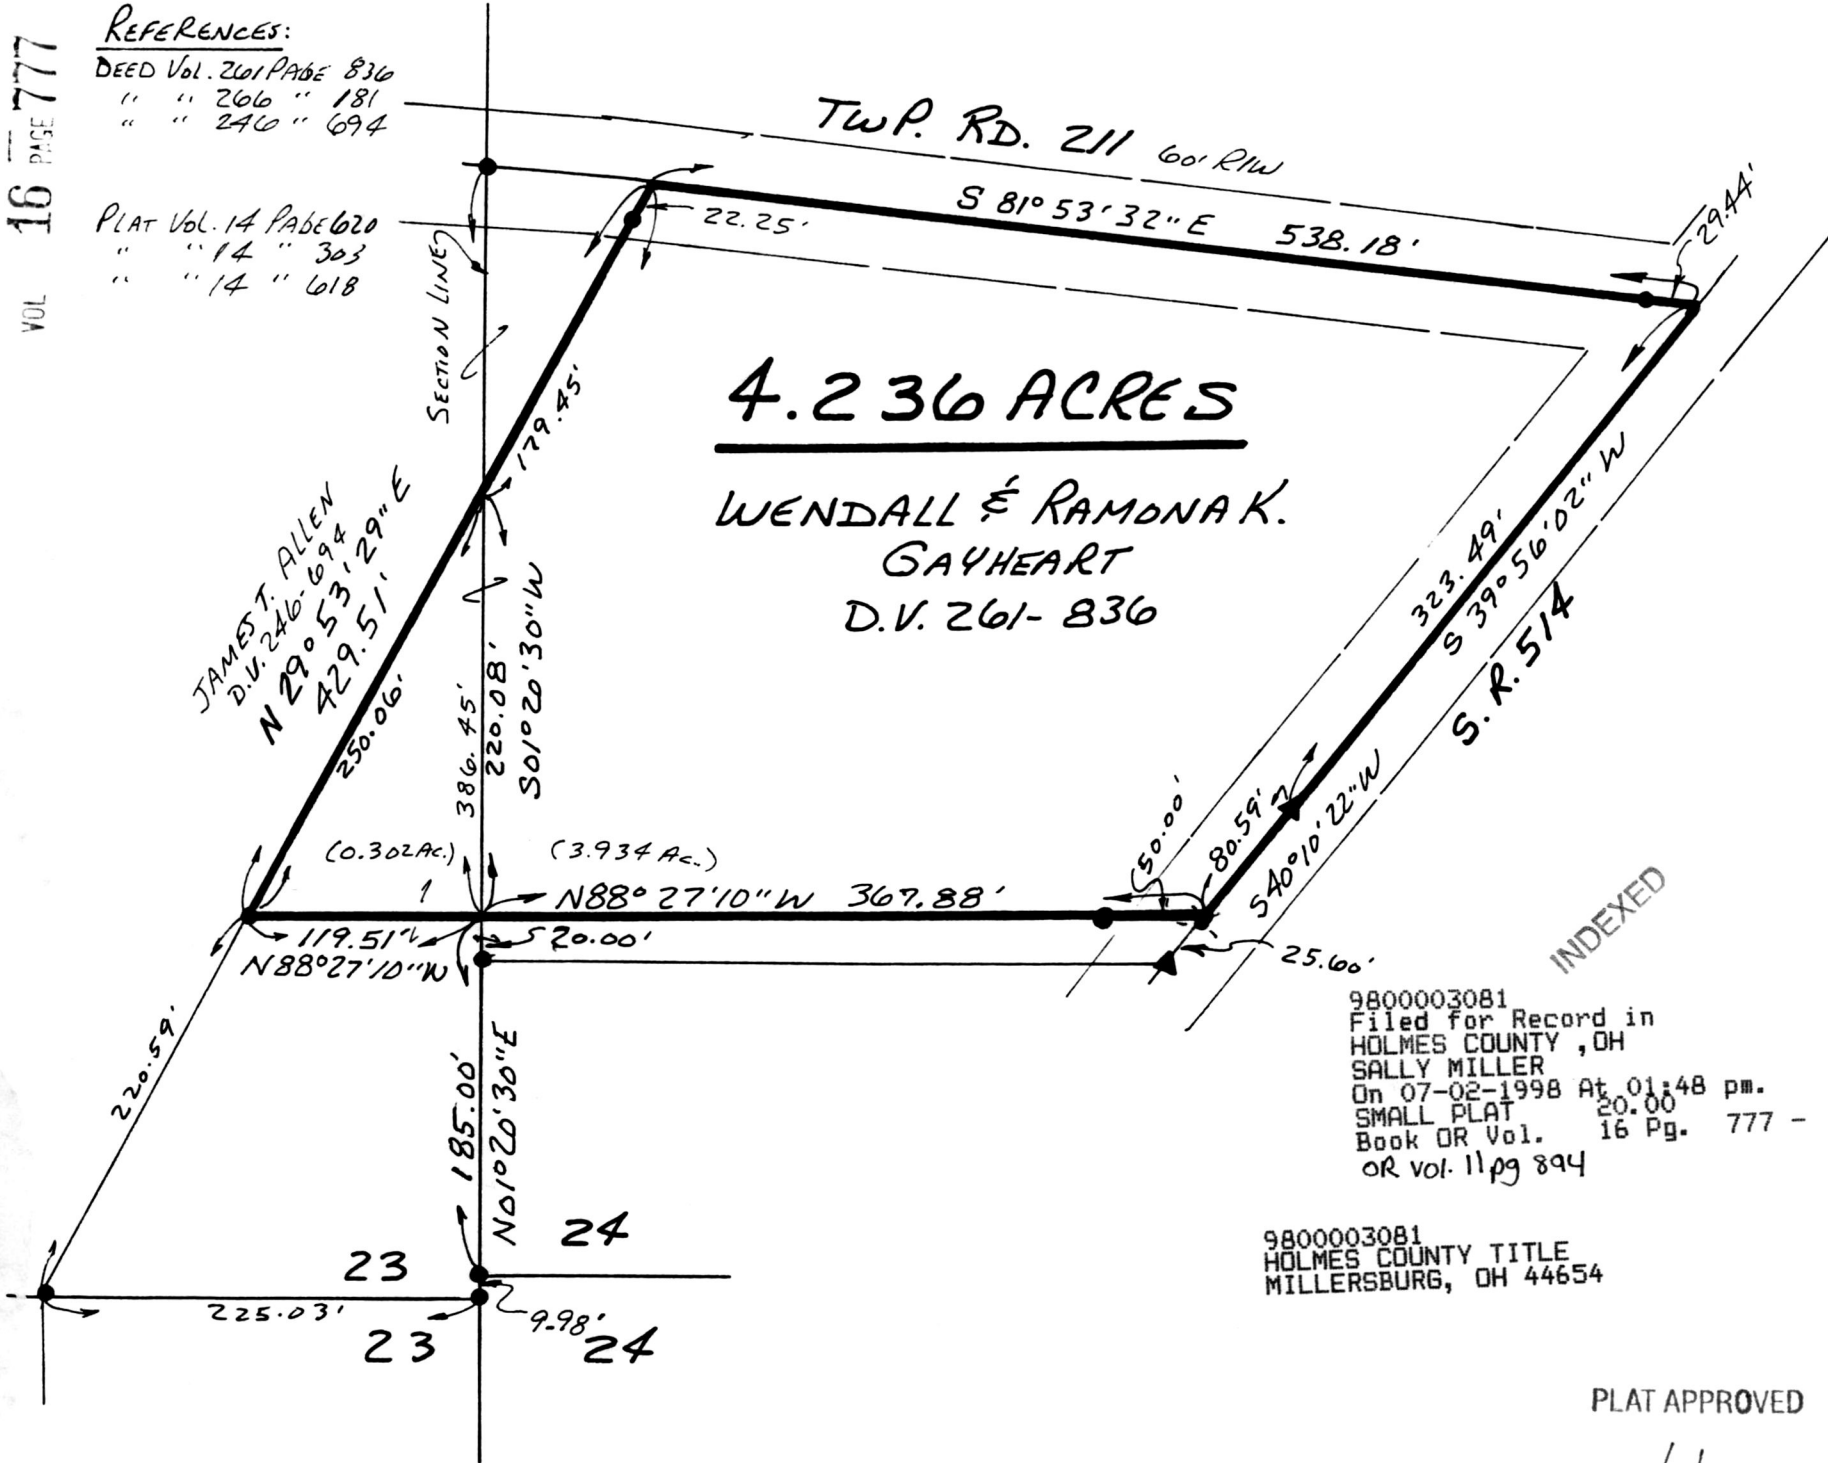 REFERENCES:
DEED VOL. 261 PAGE 836
" " 266 " 181
" " 246 " 694
PLAT VOL. 14 PAGE 620
" " 14 " 303
" " 14 " 618
VOL 16 PAGE 777
TWP. RD. 211 60' R/W
S 81° 53' 32" E 538.18'
29.44'
22.25'
SECTION LINE
179.45'
4.236 ACRES
WENDALL & RAMONA K.
GAYHEART
D.V. 261-836
JAMES T. ALLEN
D.V. 246-694
N 29° 53' 29" E
429.51'
250.06'
386.45'
220.08'
S01°20'30"W
323.49'
S 39° 56' 02" W
S.R. 514
50.00'
80.59'
S40°10'22"W
(0.302 Ac.)
(3.934 Ac.)
N88° 27' 10" W 367.88'
119.51'
N88°27'10"W
20.00'
25.60'
INDEXED
220.59'
185.00'
N01°20'30"E
9800003081
Filed for Record in
HOLMES COUNTY ,OH
SALLY MILLER
On 07-02-1998 At 01:48 pm.
SMALL PLAT 20.00
Book OR Vol. 16 Pg. 777 -
OR Vol. 11 pg 894
9800003081
HOLMES COUNTY TITLE
MILLERSBURG, OH 44654
23 24
225.03'
9.98'
23 24
PLAT APPROVED